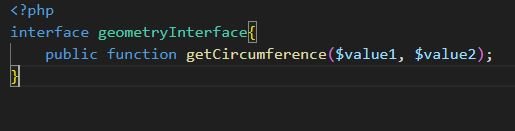 <?php
interface geometryInterface{
    public function getCircumference($value1, $value2);
}